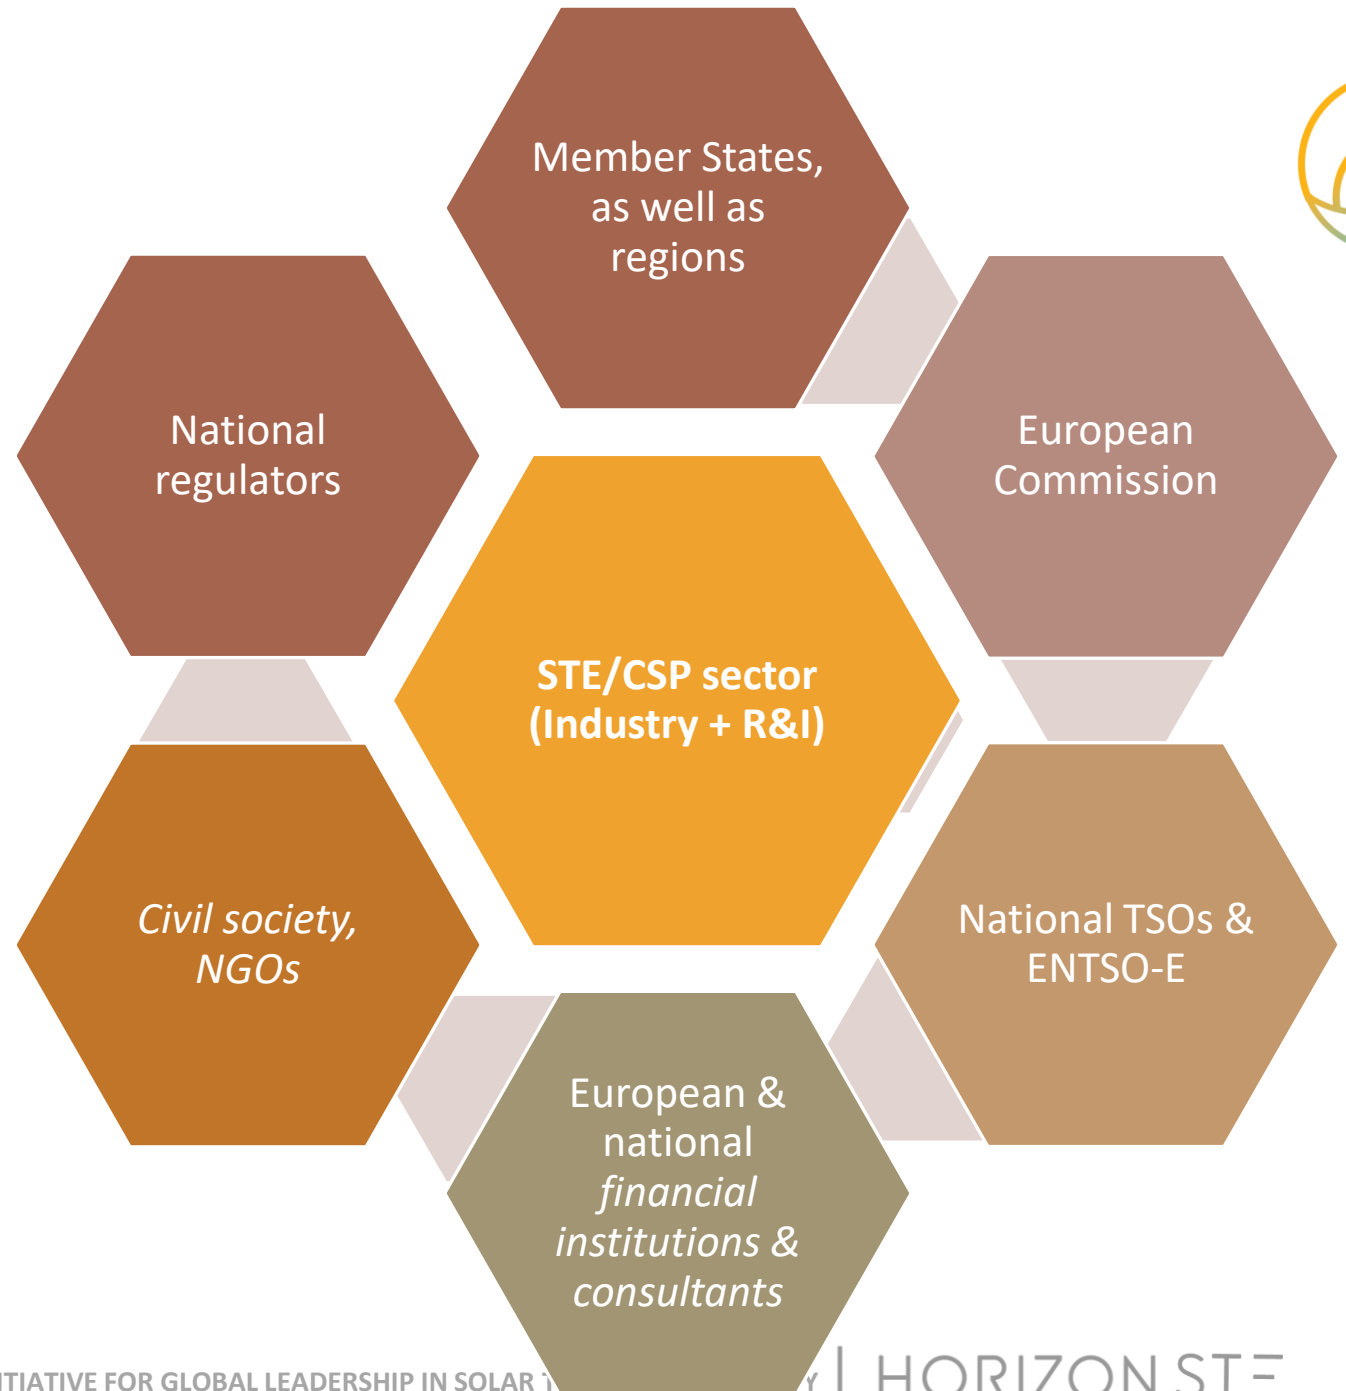 Member States,
as well as
regions
National
regulators
European
Commission
STE/CSP sector
(Industry + R&I)
Civil society,
NGOs
National TSOs &
ENTSO-E
European &
national
financial
institutions &
consultants
FOR GLOBAL LEADERSHIP IN SOLAR
HORIZON STE